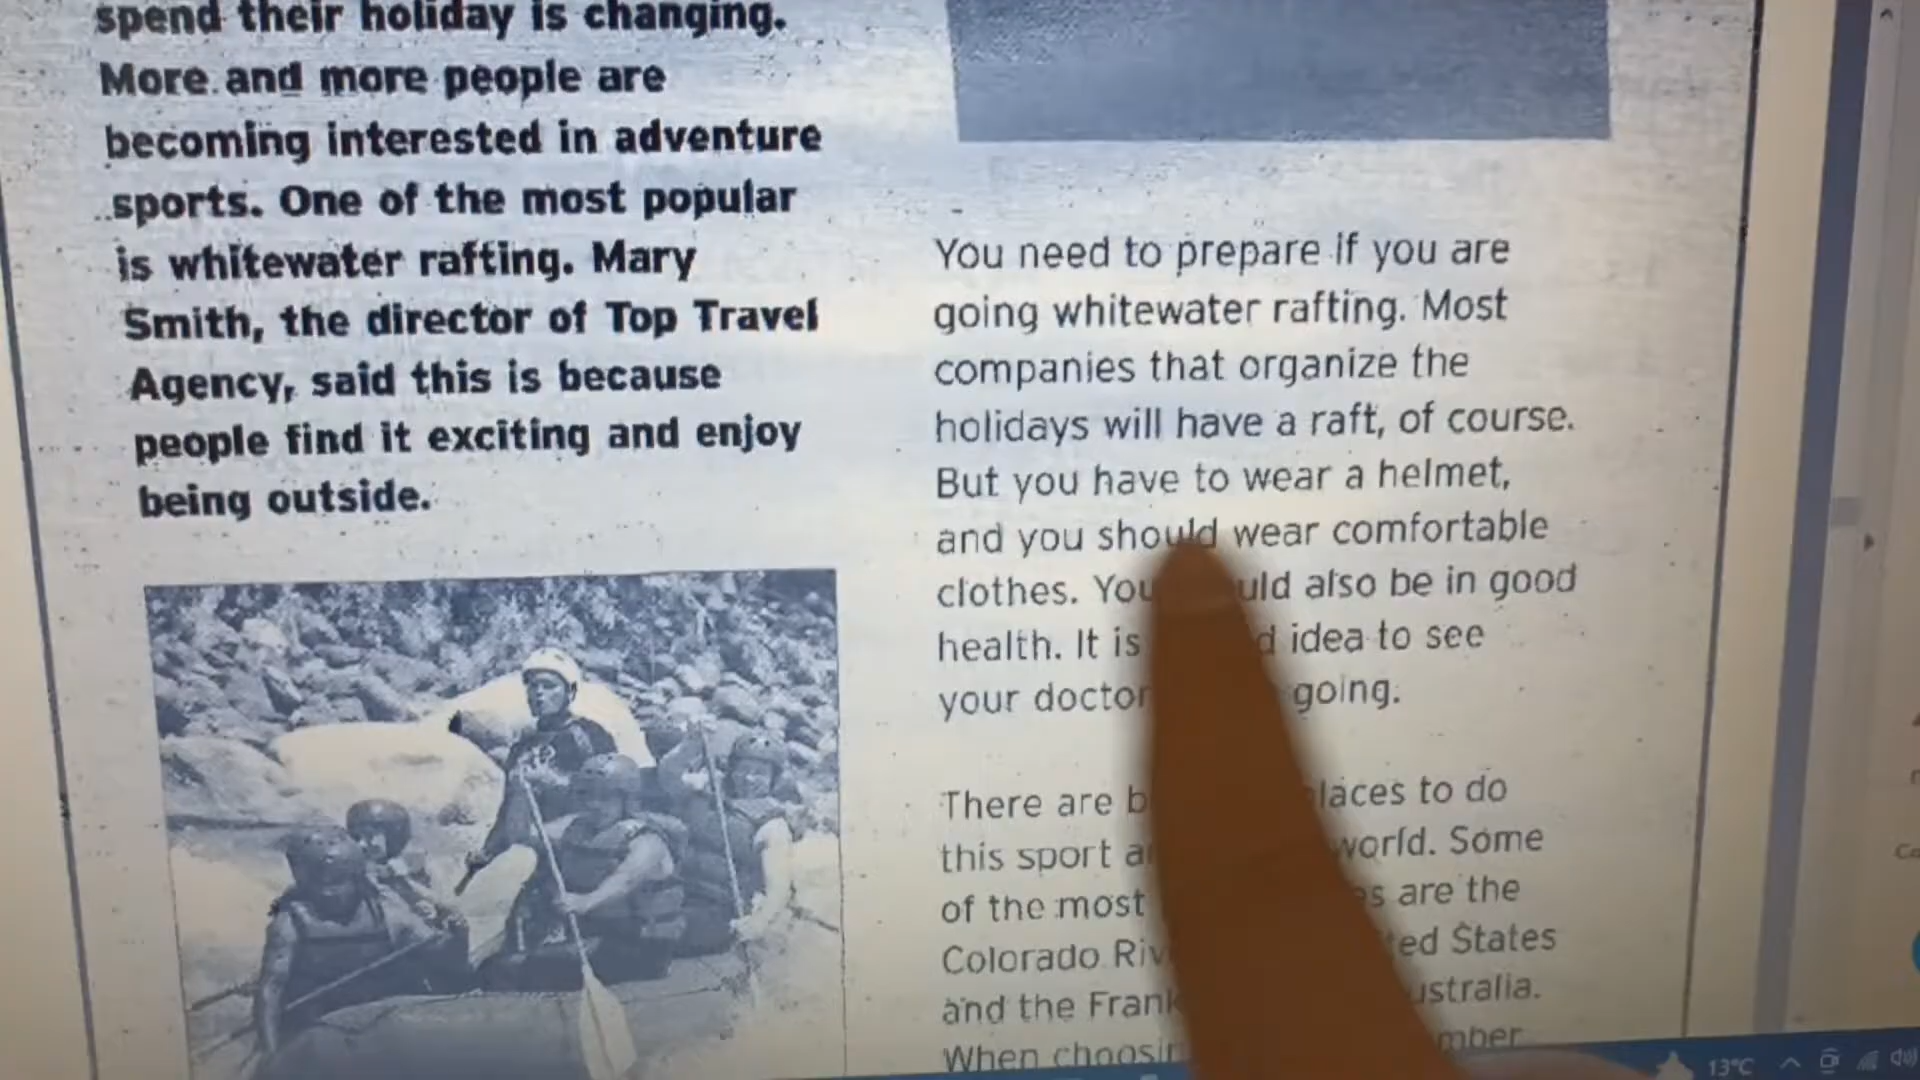 spend their holiday is changing.
More and more people are
becoming interested in adventure
sports. One of the most popular
is whitewater rafting. Mary
Smith, the director of Top Travel
Agency, said this is because
people find it exciting and enjoy
being outside.
You need to prepare if you are
going whitewater rafting. Most
companies that organize the
holidays will have a raft, of course.
But you have to wear a helmet,
and you should wear comfortable
clothes. You also be in good
health. It is idea to see
your doctor going.
There are to do
this sport world. Some
of the most are the
Colorado States
and the
When
13°C